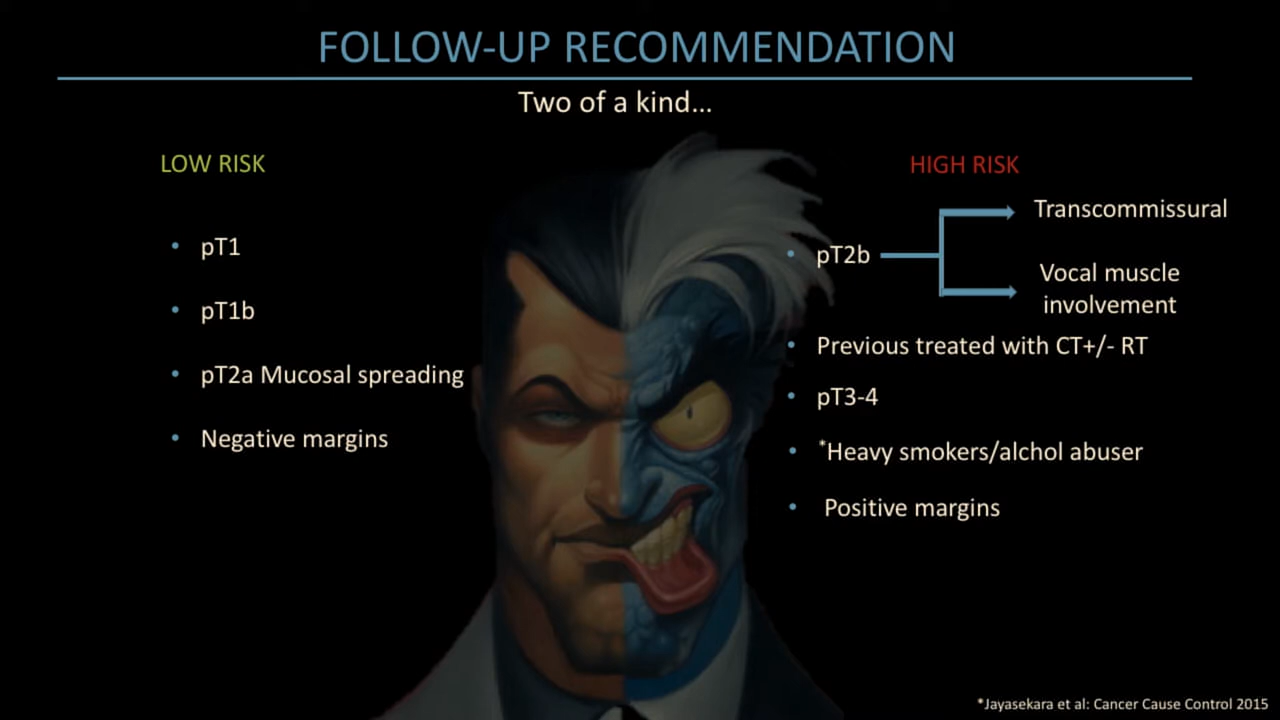 FOLLOW-UP RECOMMENDATION
Two of a kind...
LOW RISK
• pT1
• pT1b
• pT2a Mucosal spreading
• Negative margins
HIGH RISK
• pT2b
Transcommissural
Vocal muscle
involvement
• Previous treated with CT+/- RT
• pT3-4
• *Heavy smokers/alchol abuser
• Positive margins
*Jayasekara et al: Cancer Cause Control 2015